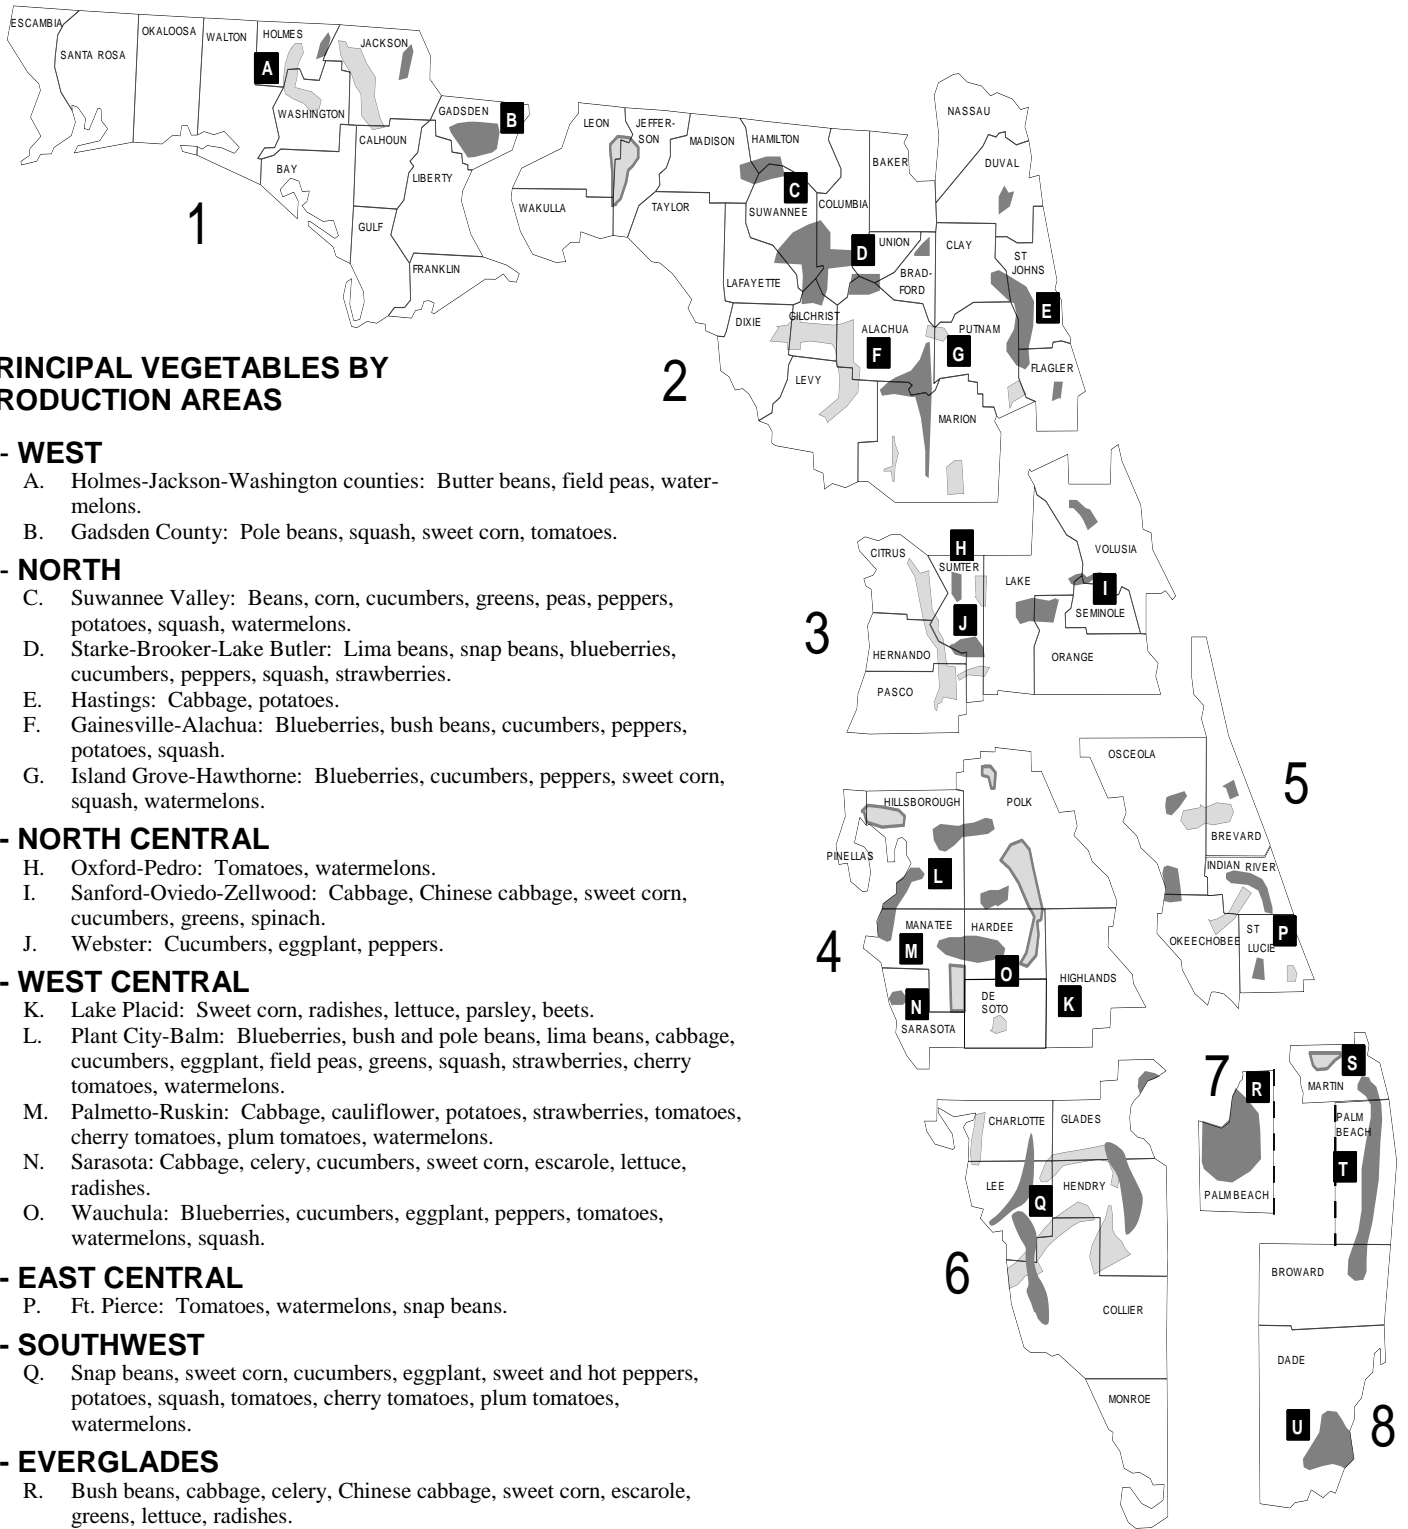 ESCAMBIA
SANTA ROSA
OKALOOSA
WALTON
HOLMES
JACKSON
A
WASHINGTON
GADSDEN
B
CALHOUN
BAY
LIBERTY
GULF
FRANKLIN
1
LEON
JEFFER-
SON
MADISON
HAMILTON
BAKER
NASSAU
DUVAL
C
SUWANNEE
COLUMBIA
WAKULLA
TAYLOR
D
UNION
CLAY
ST
JOHNS
BRAD-
FORD
LAFAYETTE
DIXIE
GILCHRIST
ALACHUA
PUTNAM
E
F
G
FLAGLER
LEVY
MARION
2
RINCIPAL VEGETABLES BY
RODUCTION AREAS
- WEST
A. Holmes-Jackson-Washington counties: Butter beans, field peas, water-
melons.
B. Gadsden County: Pole beans, squash, sweet corn, tomatoes.
- NORTH
C. Suwannee Valley: Beans, corn, cucumbers, greens, peas, peppers,
potatoes, squash, watermelons.
D. Starke-Brooker-Lake Butler: Lima beans, snap beans, blueberries,
cucumbers, peppers, squash, strawberries.
E. Hastings: Cabbage, potatoes.
F. Gainesville-Alachua: Blueberries, bush beans, cucumbers, peppers,
potatoes, squash.
G. Island Grove-Hawthorne: Blueberries, cucumbers, peppers, sweet corn,
squash, watermelons.
- NORTH CENTRAL
H. Oxford-Pedro: Tomatoes, watermelons.
I. Sanford-Oviedo-Zellwood: Cabbage, Chinese cabbage, sweet corn,
cucumbers, greens, spinach.
J. Webster: Cucumbers, eggplant, peppers.
- WEST CENTRAL
K. Lake Placid: Sweet corn, radishes, lettuce, parsley, beets.
L. Plant City-Balm: Blueberries, bush and pole beans, lima beans, cabbage,
cucumbers, eggplant, field peas, greens, squash, strawberries, cherry
tomatoes, watermelons.
M. Palmetto-Ruskin: Cabbage, cauliflower, potatoes, strawberries, tomatoes,
cherry tomatoes, plum tomatoes, watermelons.
N. Sarasota: Cabbage, celery, cucumbers, sweet corn, escarole, lettuce,
radishes.
O. Wauchula: Blueberries, cucumbers, eggplant, peppers, tomatoes,
watermelons, squash.
- EAST CENTRAL
P. Ft. Pierce: Tomatoes, watermelons, snap beans.
- SOUTHWEST
Q. Snap beans, sweet corn, cucumbers, eggplant, sweet and hot peppers,
potatoes, squash, tomatoes, cherry tomatoes, plum tomatoes,
watermelons.
- EVERGLADES
R. Bush beans, cabbage, celery, Chinese cabbage, sweet corn, escarole,
greens, lettuce, radishes.
CITRUS
H
SUMTER
LAKE
VOLUSIA
I
SEMINOLE
J
3
HERNANDO
ORANGE
PASCO
OSCEOLA
5
BREVARD
INDIAN RIVER
OKEECHOBEE
ST
LUCIE
P
HILLSBOROUGH
POLK
PINELLAS
L
MANATEE
HARDEE
4
M
O
HIGHLANDS
K
N
DE
SOTO
SARASOTA
7
R
S
MARTIN
PALM
BEACH
T
PALM BEACH
CHARLOTTE
GLADES
LEE
HENDRY
Q
6
COLLIER
MONROE
BROWARD
DADE
U
8